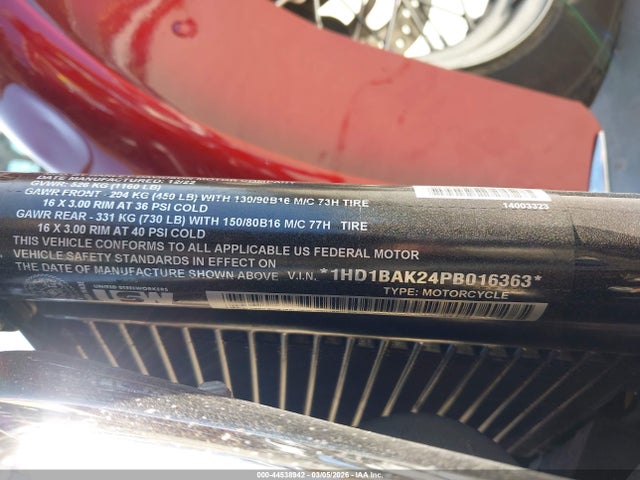 DATE MANUFACTURED: 12/22
GVWR: 526 KG (1160 LB)
GAWR FRONT - 204 KG (450 LB) WITH 130/90B16 M/C 73H TIRE
16 X 3.00 RIM AT 36 PSI COLD
GAWR REAR - 331 KG (730 LB) WITH 150/80B16 M/C 77H TIRE
16 X 3.00 RIM AT 40 PSI COLD
THIS VEHICLE CONFORMS TO ALL APPLICABLE US FEDERAL MOTOR
VEHICLE SAFETY STANDARDS IN EFFECT ON
THE DATE OF MANUFACTURE SHOWN ABOVE V.I.N. *1HD1BAK24PB016363*
14003323
TYPE: MOTORCYCLE
UNITED STEELWORKERS
000-44538942 - 03/05/2026 - IAA Inc.